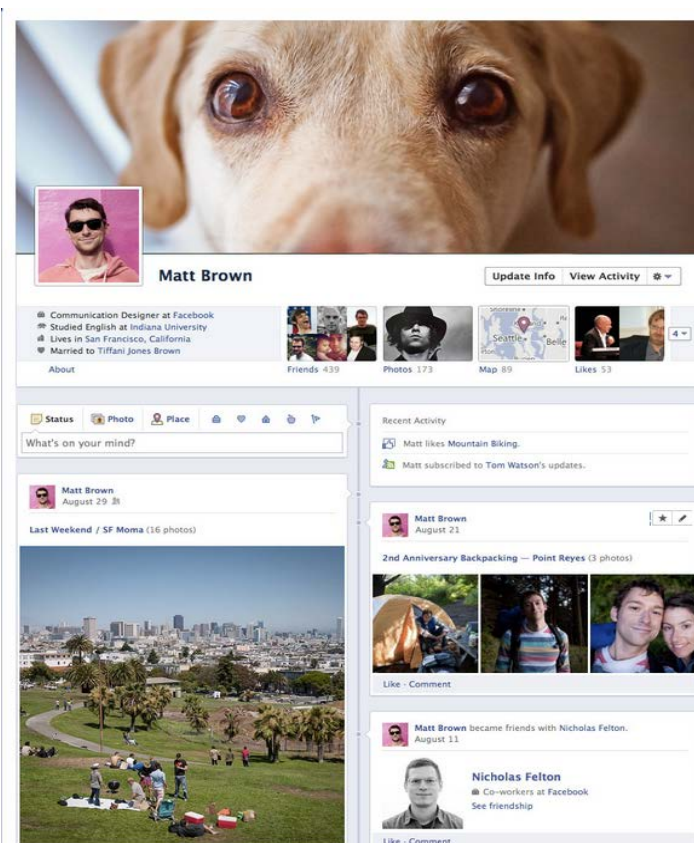 Matt Brown
Update Info
View Activity
Communication Designer at Facebook
Studied English at Indiana University
Lives in San Francisco, California
Married to Tiffani Jones Brown
About
Seattle
Belle
4
Friends 439
Photos 173
Map 89
Likes 53
Status
Photo
Place
What's on your mind?
Matt Brown
August 29
Last Weekend / SF Moma (16 photos)
Recent Activity
Matt likes Mountain Biking.
Matt subscribed to Tom Watson's updates.
Matt Brown
August 21
2nd Anniversary Backpacking — Point Reyes (3 photos)
Like · Comment
Matt Brown became friends with Nicholas Felton.
August 11
Nicholas Felton
Co-workers at Facebook
See friendship
Like · Comment